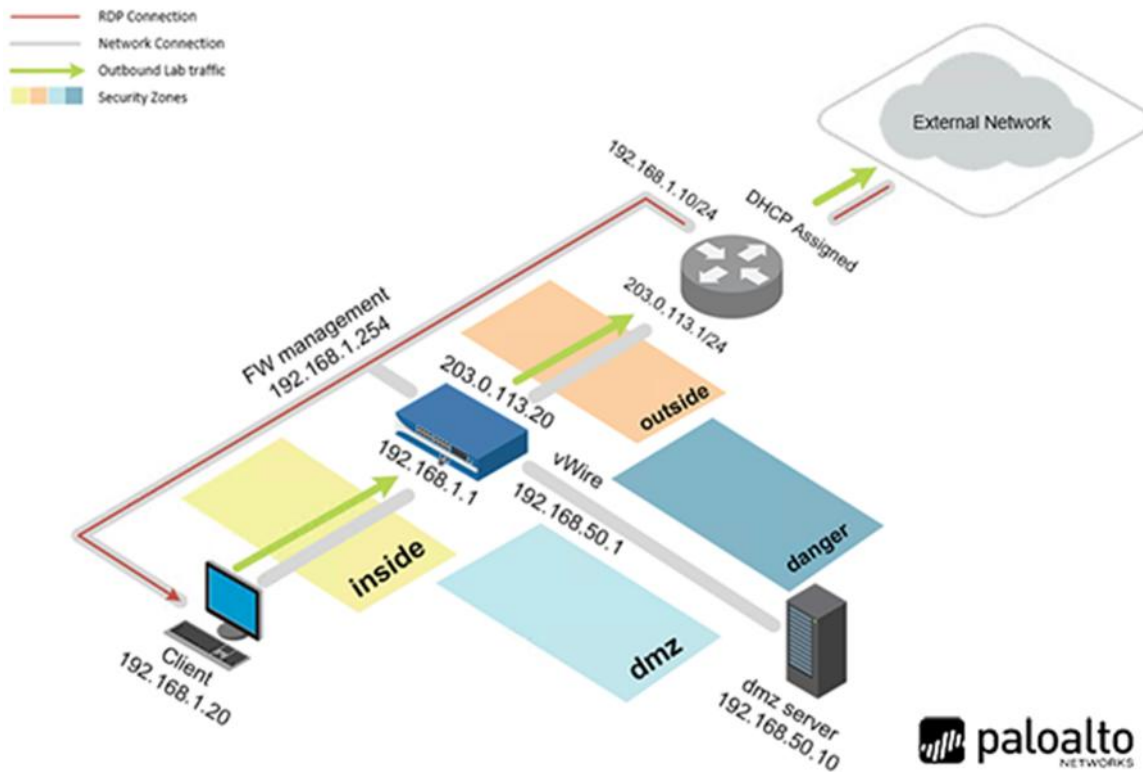 RDP Connection
Network Connection
Outbound Lab traffic
Security Zones
External Network
192.168.1.10/24
DHCP Assigned
203.0.113.1/24
FW management
192.168.1.254
203.0.113.20
outside
192.168.1.1
vWire
192.168.50.1
danger
inside
dmz
Client
192.168.1.20
dmz server
192.168.50.10
paloalto
NETWORKS